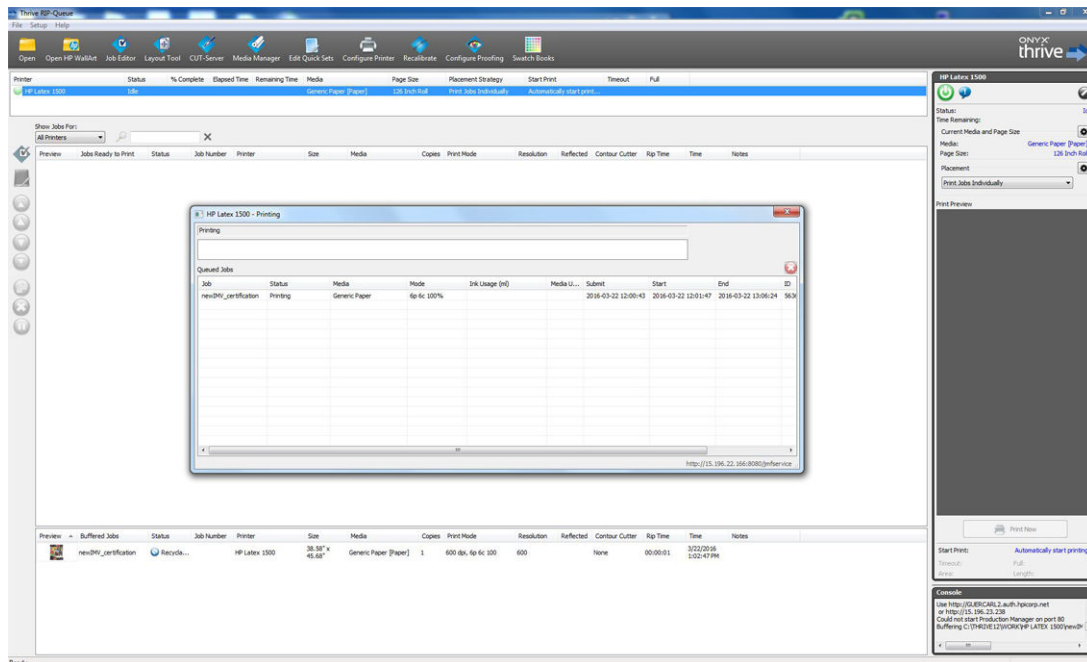 Thrive RIP-Queue
File Setup Help
Open Open HP WallArt Job Editor Layout Tool CUT-Server Media Manager Edit Quick Sets Configure Printer Recalibrate Configure Proofing Swatch Books
ONYX
thrive
Printer Status % Complete Elapsed Time Remaining Time Media Page Size Placement Strategy Start Print Timeout Full
HP Latex 1500 Idle Generic Paper [Paper] 126 Inch Roll Print Jobs Individually Automatically start print...
Show Jobs For:
All Printers
Preview Jobs Ready to Print Status Job Number Printer Size Media Copies Print Mode Resolution Reflected Contour Cutter Rip Time Time Notes
HP Latex 1500 - Printing
Printing
Queued Jobs
Job Status Media Mode Ink Usage (ml) Media U... Submit Start End ID
newIMV_certification Printing Generic Paper 6p 6c 100% 2016-03-22 12:00:43 2016-03-22 12:01:47 2016-03-22 13:06:24
http://15.196.22.166:8080/jmfservice
Preview Buffered Jobs Status Job Number Printer Size Media Copies Print Mode Resolution Reflected Contour Cutter Rip Time Time Notes
newIMV_certification Recycla... HP Latex 1500 38.58" x 45.68" Generic Paper [Paper] 1 600 dpi, 6p 6c 100 600 None 00:00:01 3/22/2016 1:02:47 PM
HP Latex 1500
Status:
Time Remaining:
Current Media and Page Size
Media: Generic Paper [Paper]
Page Size: 126 Inch Roll
Placement
Print Jobs Individually
Print Preview
Print Now
Start Print: Automatically start printing
Timeout: Full:
Area: Length:
Console
Use http://GUERCARL2.auth.hpicorp.net
or http://15.196.23.238
Could not start Production Manager on port 80
Buffering C:\THRIVE12\WORK\HP LATEX 1500\newIM